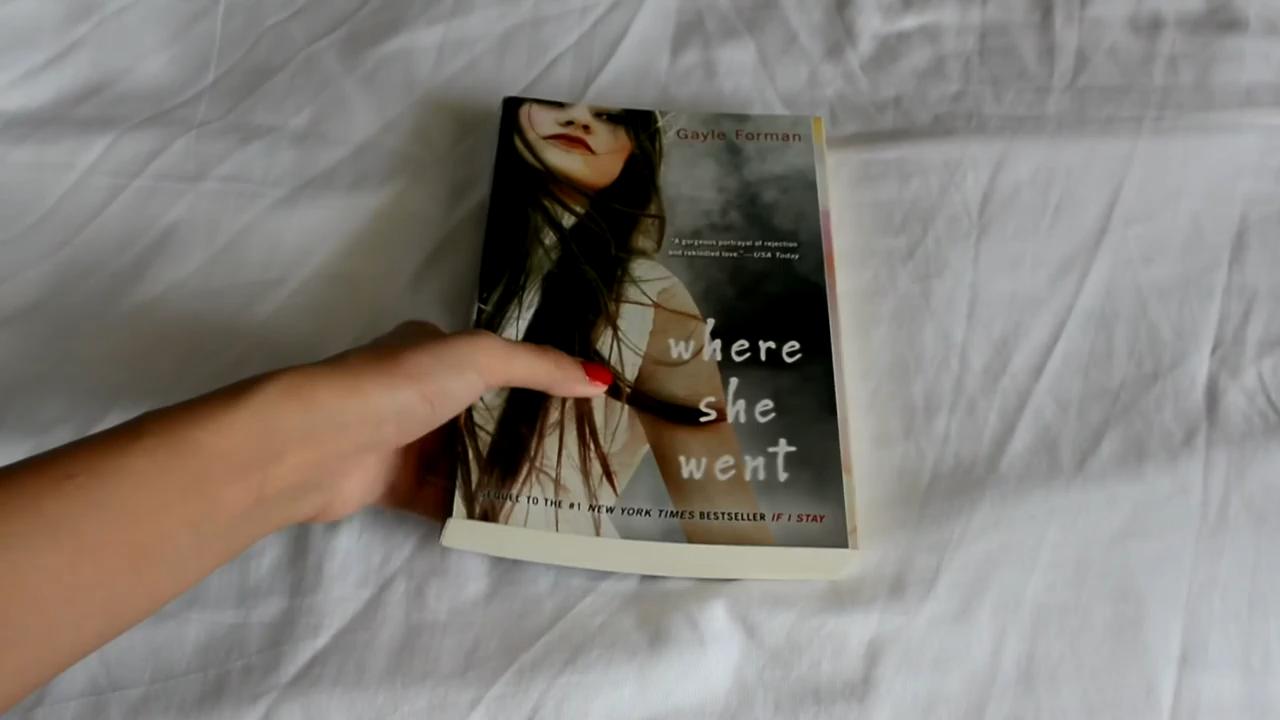 Gayle Forman
"A gorgeous portrayal of rejection
and rekindled love."—USA Today
where
she
went
SEQUEL TO THE #1 NEW YORK TIMES BESTSELLER IF I STAY